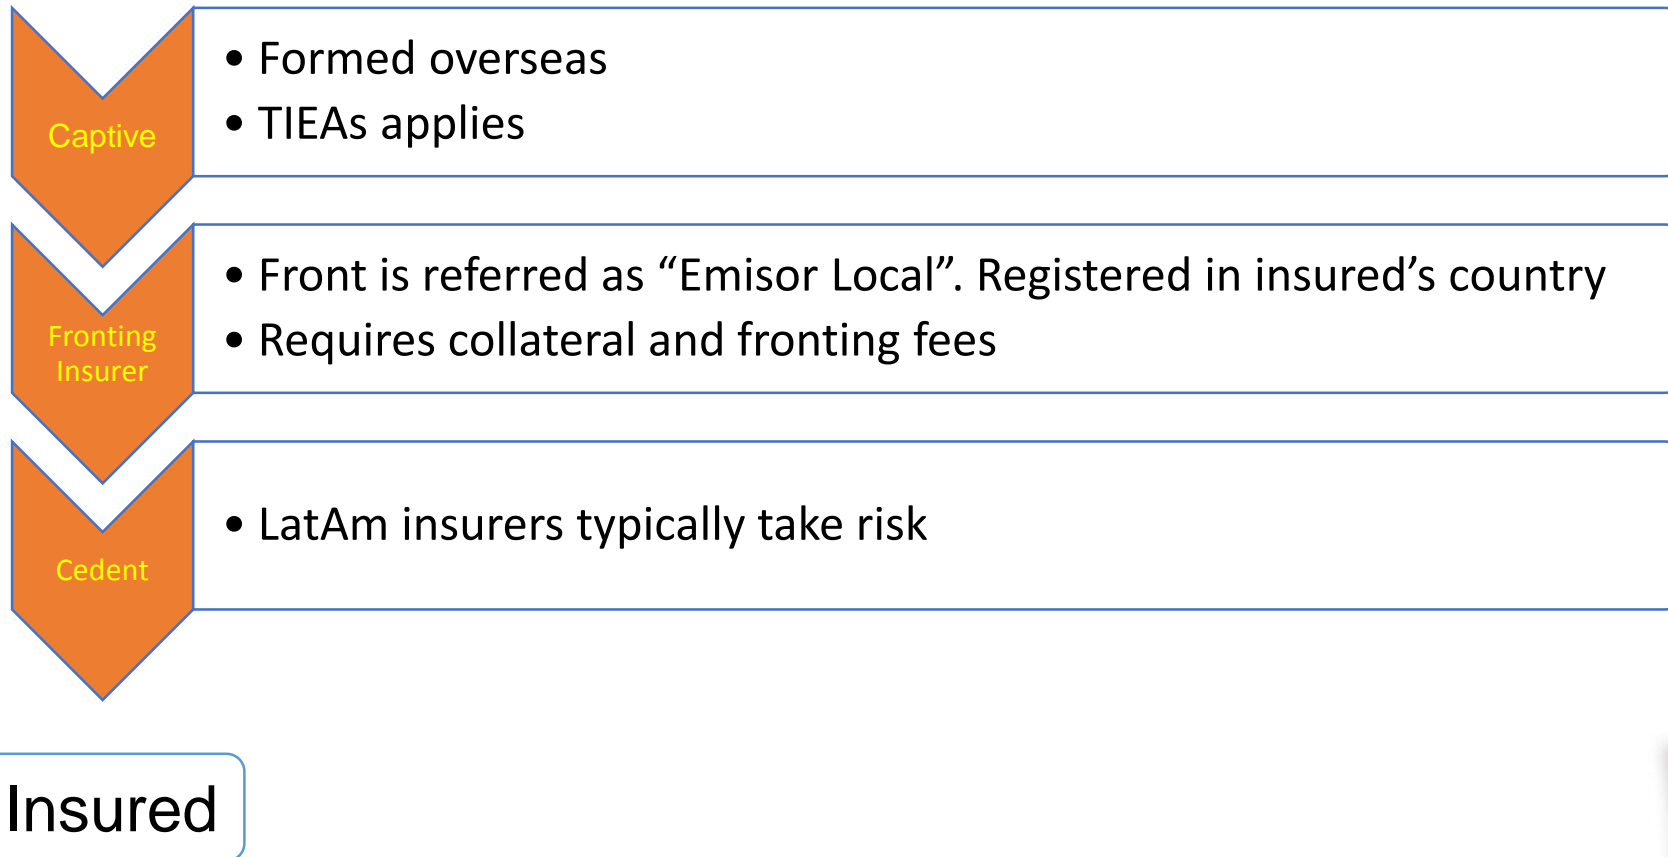 Captive
• Formed overseas
• TIEAs applies
Fronting
Insurer
• Front is referred as “Emisor Local”. Registered in insured’s country
• Requires collateral and fronting fees
Cedent
• LatAm insurers typically take risk
Insured